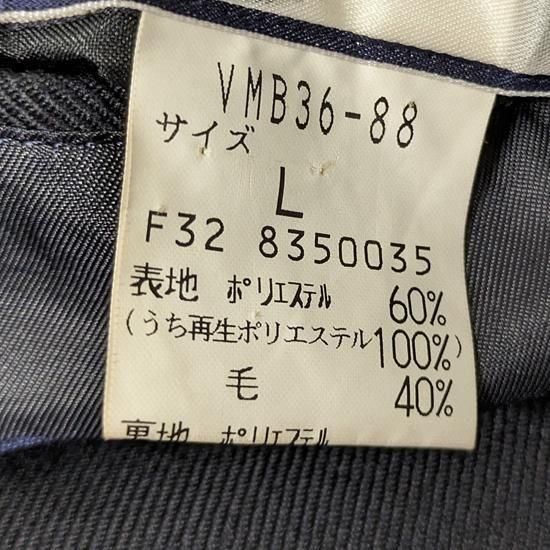 VMB36-88
サイズ
L
F32 8350035
表地 ポリエステル 60%
(うち再生ポリエステル100%)
毛 40%
裏地 ポリエステル